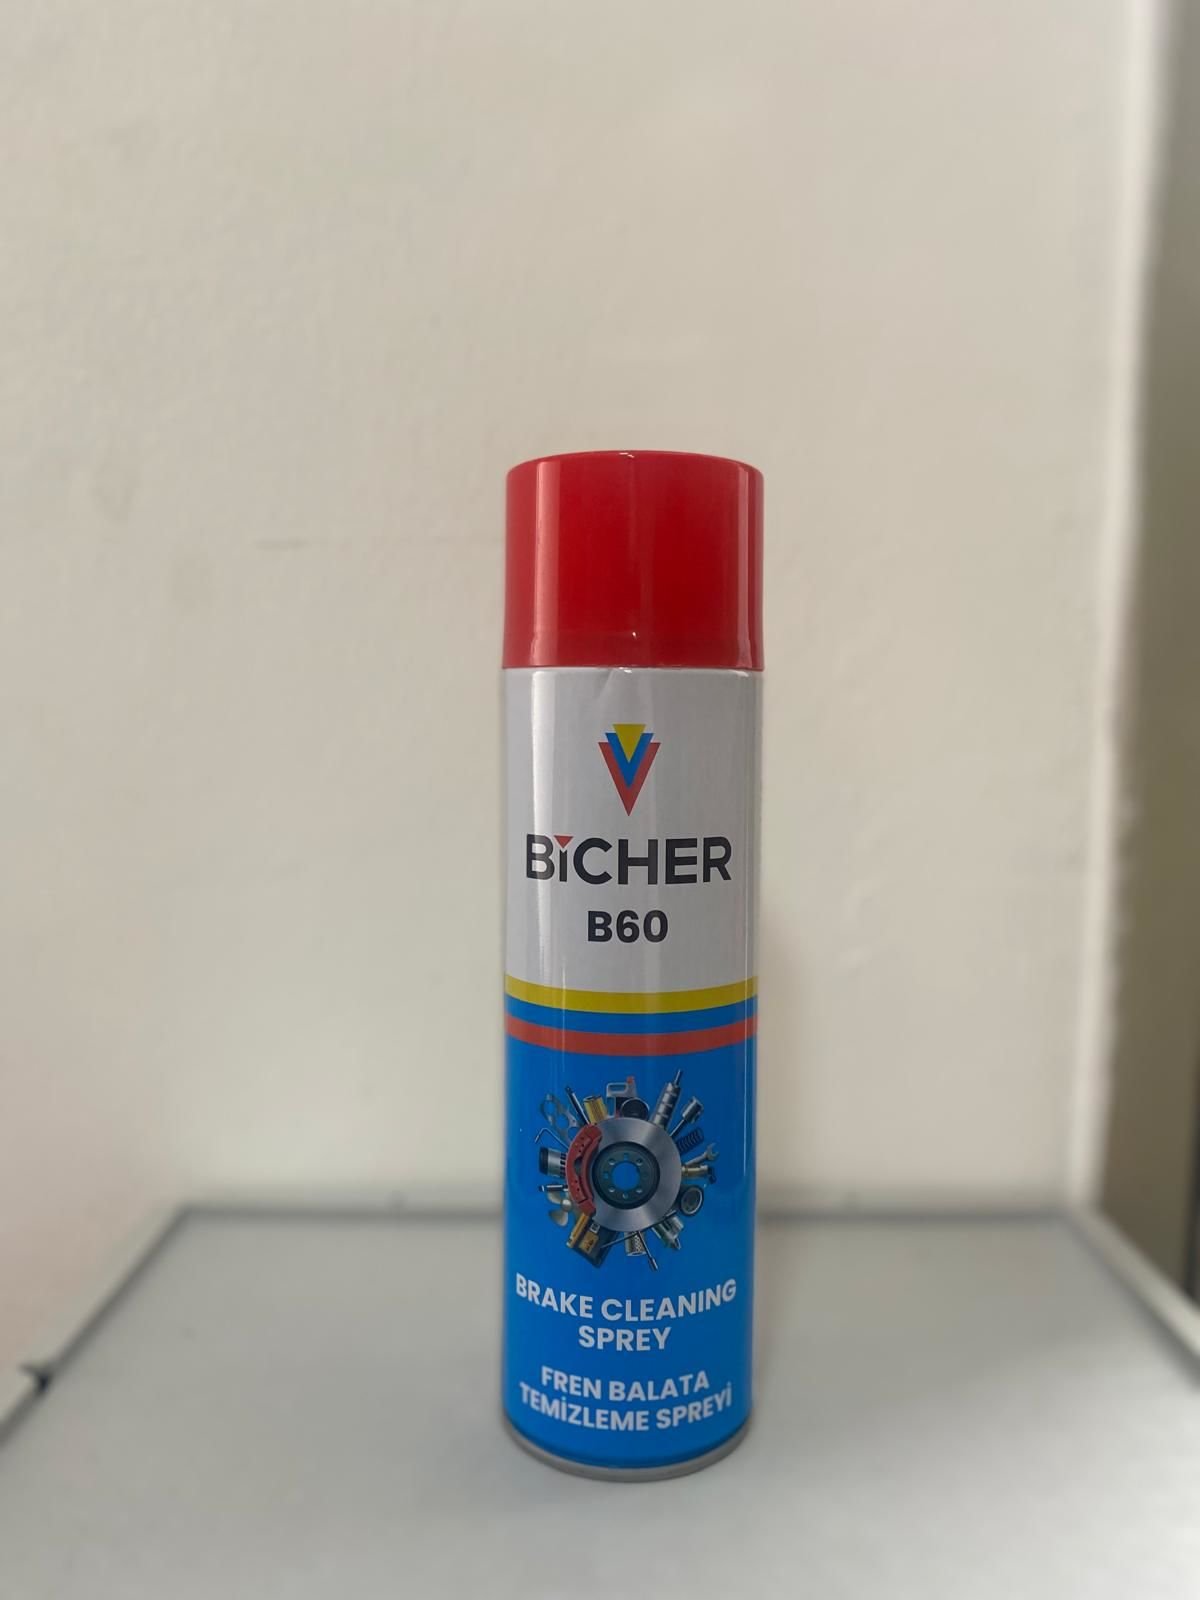 BiCHER
B60
BRAKE CLEANING
SPREY
FREN BALATA
TEMİZLEME SPREYİ